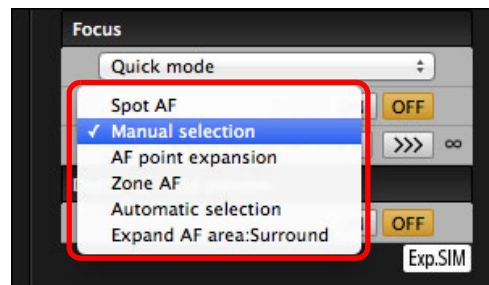 Focus
Quick mode
Spot AF
OFF
✓ Manual selection
>>> ∞
AF point expansion
Zone AF
Automatic selection
OFF
Expand AF area:Surround
Exp.SIM